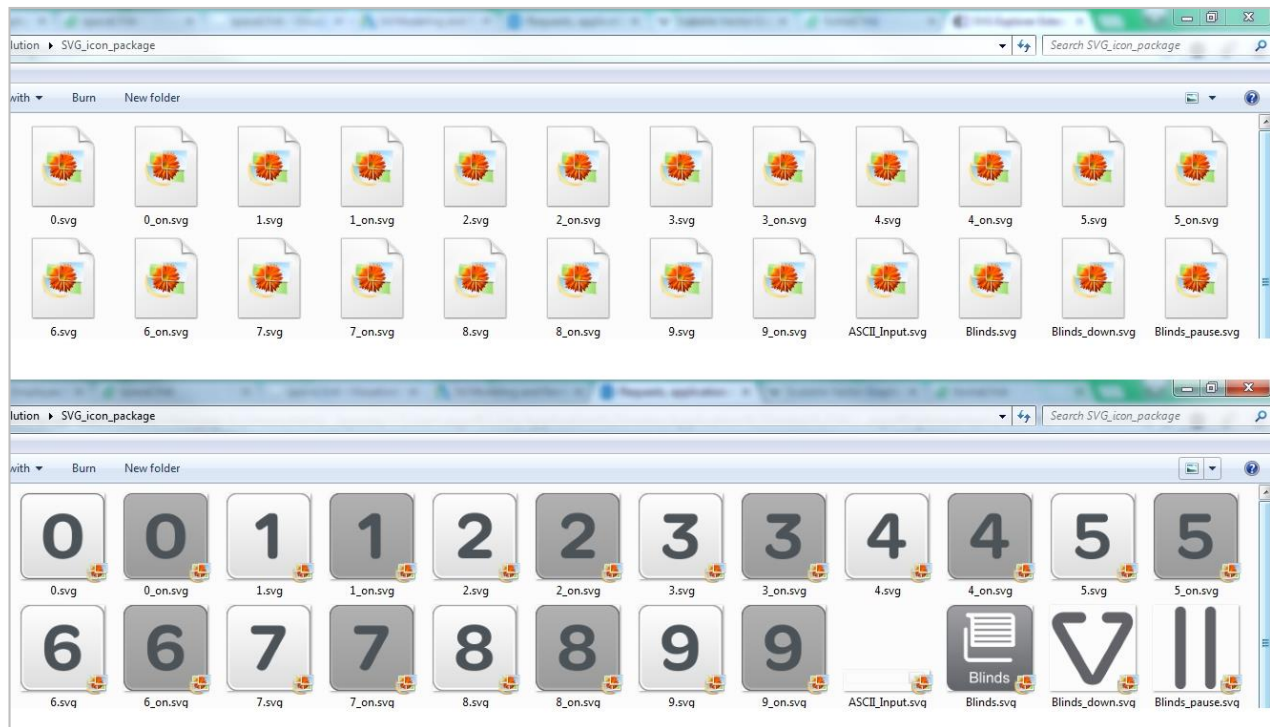 lution ▸ SVG_icon_package Search SVG_icon_package
with Burn New folder
0.svg 0_on.svg 1.svg 1_on.svg 2.svg 2_on.svg 3.svg 3_on.svg 4.svg 4_on.svg 5.svg 5_on.svg
6.svg 6_on.svg 7.svg 7_on.svg 8.svg 8_on.svg 9.svg 9_on.svg ASCII_Input.svg Blinds.svg Blinds_down.svg Blinds_pause.svg
lution ▸ SVG_icon_package Search SVG_icon_package
with Burn New folder
0 0 1 1 2 2 3 3 4 4 5 5
0.svg 0_on.svg 1.svg 1_on.svg 2.svg 2_on.svg 3.svg 3_on.svg 4.svg 4_on.svg 5.svg 5_on.svg
6 6 7 7 8 8 9 9
Blinds
6.svg 6_on.svg 7.svg 7_on.svg 8.svg 8_on.svg 9.svg 9_on.svg ASCII_Input.svg Blinds.svg Blinds_down.svg Blinds_pause.svg